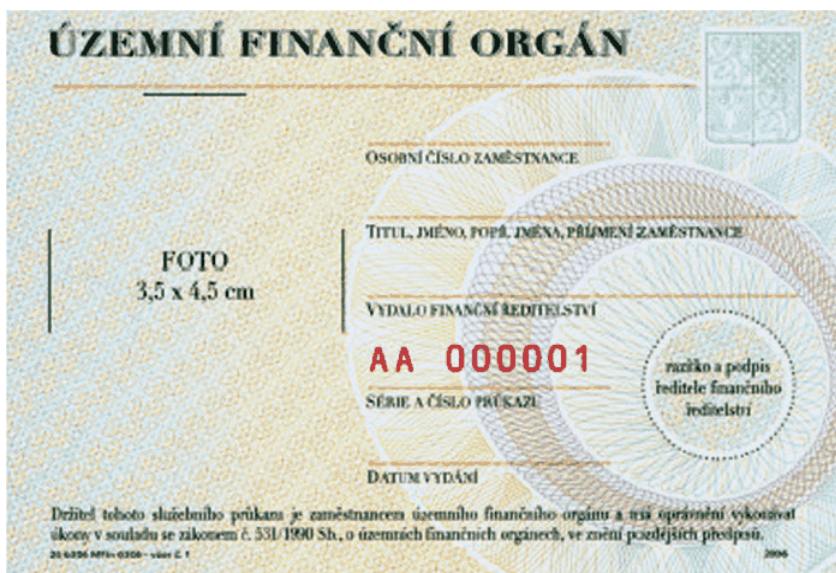 ÚZEMNÍ FINANČNÍ ORGÁN
OSOBNÍ ČÍSLO ZAMĚSTNANCE
TITUL, JMÉNO, POPŘ. JMÉNA, PŘÍJMENÍ ZAMĚSTNANCE
FOTO
3,5 x 4,5 cm
VYDALO FINANČNÍ ŘEDITELSTVÍ
AA 000001
SÉRIE A ČÍSLO PRŮKAZU
razítko a podpis
ředitele finančního
ředitelství
DATUM VYDÁNÍ
Držitel tohoto služebního průkazu je zaměstnancem územního finančního orgánu a má oprávnění vykonávat
úkony v souladu se zákonem č. 531/1990 Sb., o územních finančních orgánech, ve znění pozdějších předpisů.
vzor č. 1
2006